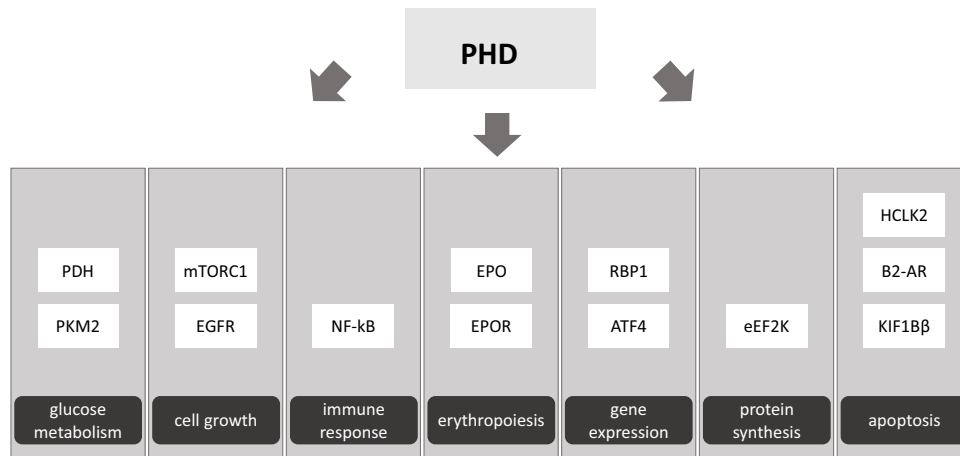 PHD
HCLK2
PDH
mTORC1
EPO
RBP1
B2-AR
PKM2
EGFR
NF-kB
EPOR
ATF4
eEF2K
KIF1Bβ
glucose
metabolism
cell growth
immune
response
erythropoiesis
gene
expression
protein
synthesis
apoptosis